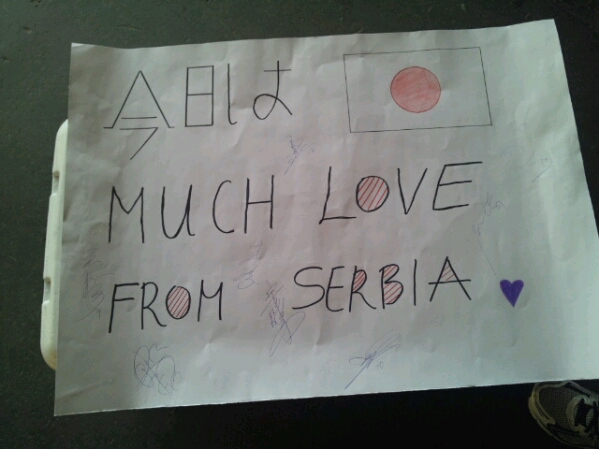 今日は
MUCH LOVE
FROM SERBIA